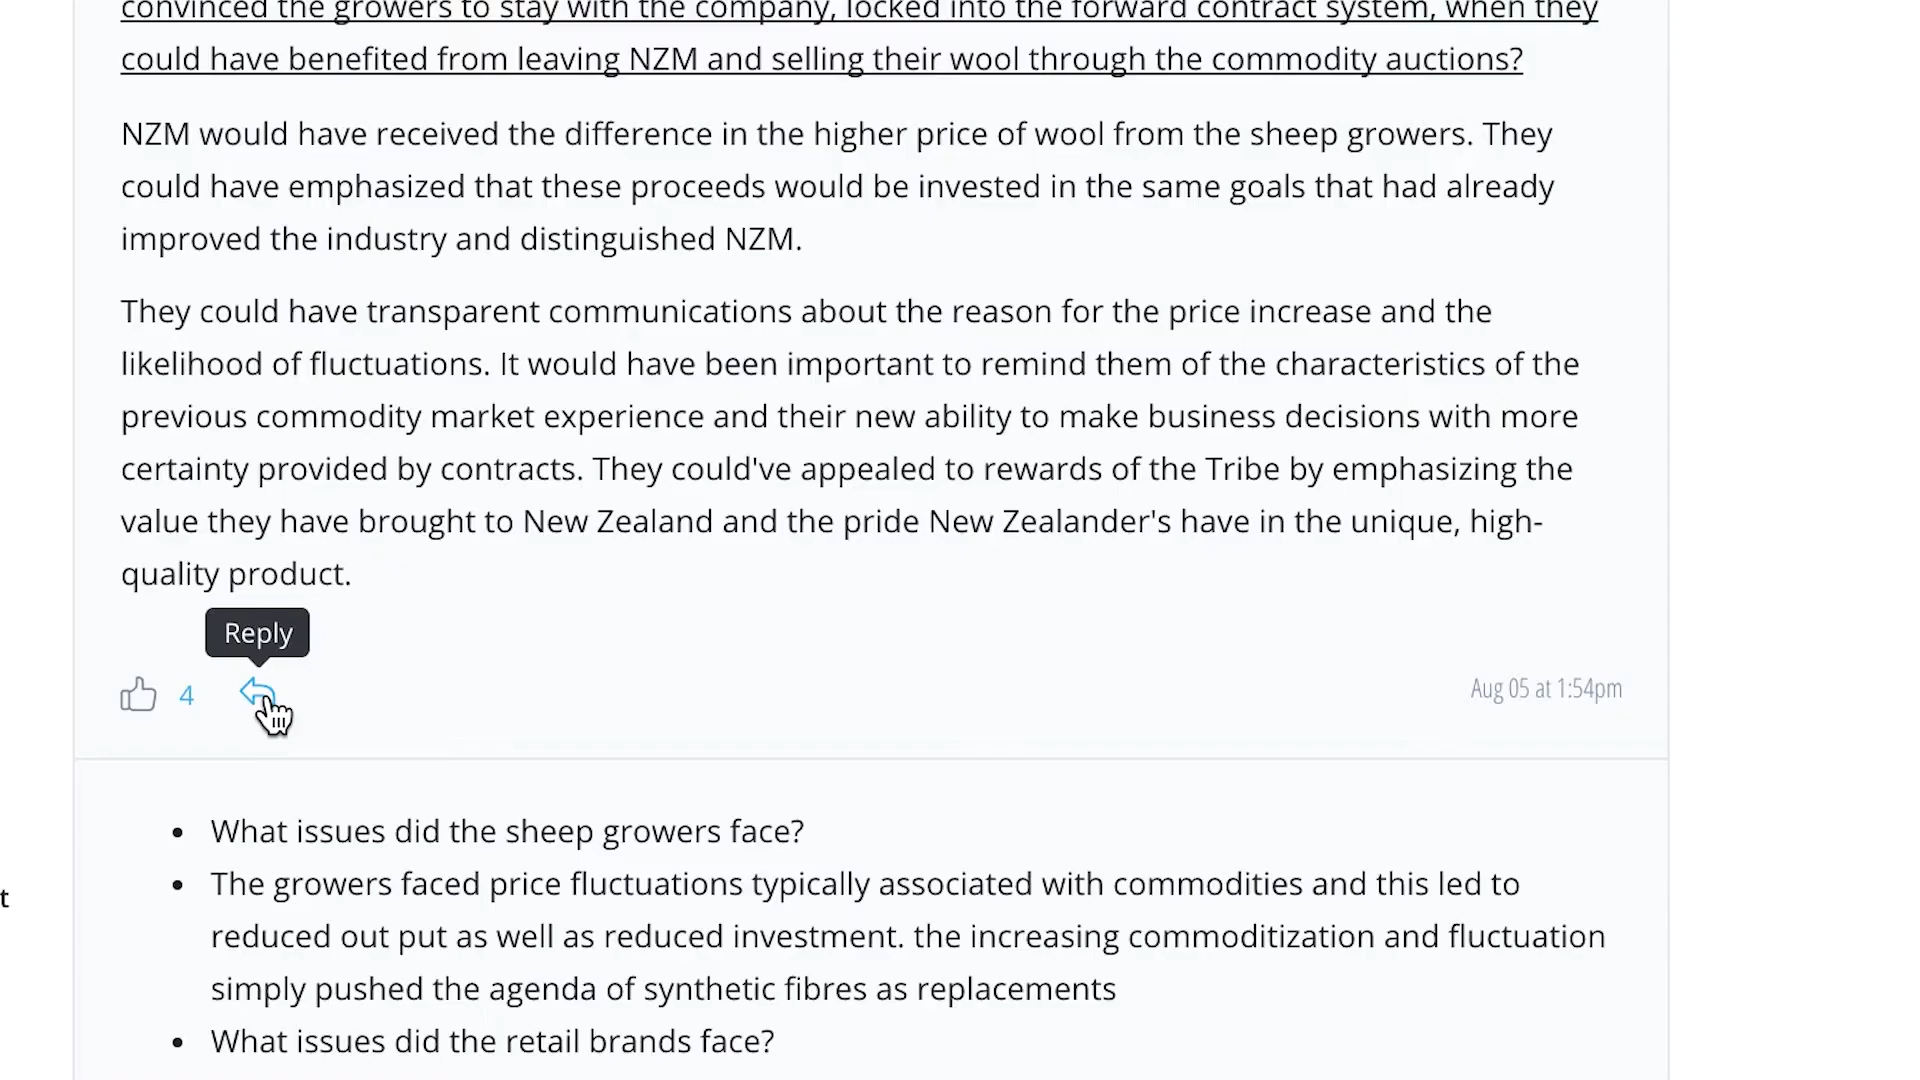 convinced the growers to stay with the company, locked into the forward contract system, when they
could have benefited from leaving NZM and selling their wool through the commodity auctions?
NZM would have received the difference in the higher price of wool from the sheep growers. They
could have emphasized that these proceeds would be invested in the same goals that had already
improved the industry and distinguished NZM.
They could have transparent communications about the reason for the price increase and the
likelihood of fluctuations. It would have been important to remind them of the characteristics of the
previous commodity market experience and their new ability to make business decisions with more
certainty provided by contracts. They could've appealed to rewards of the Tribe by emphasizing the
value they have brought to New Zealand and the pride New Zealander's have in the unique, high-
quality product.
Reply
4
Aug 05 at 1:54pm
• What issues did the sheep growers face?
• The growers faced price fluctuations typically associated with commodities and this led to
t
reduced out put as well as reduced investment. the increasing commoditization and fluctuation
simply pushed the agenda of synthetic fibres as replacements
• What issues did the retail brands face?